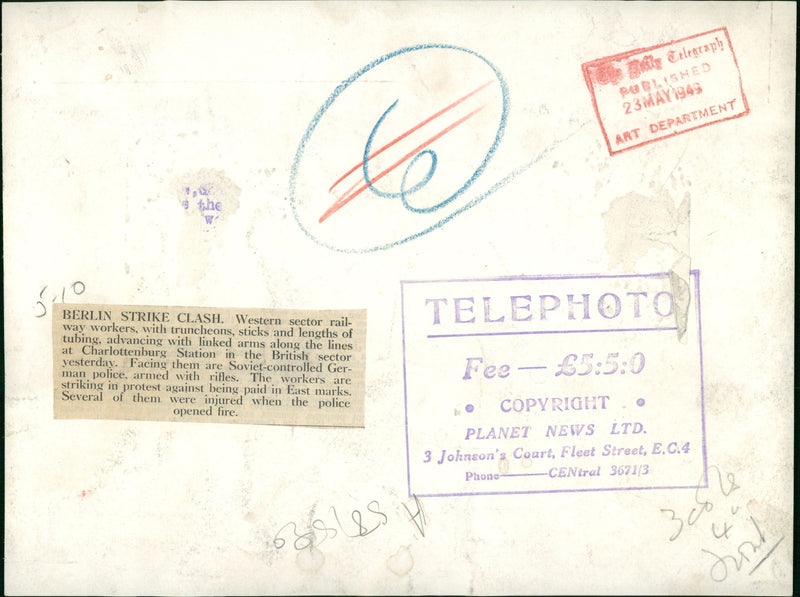 The Daily Telegraph
PUBLISHED
23 MAY 1949
ART DEPARTMENT
6
s the
w
5.10
BERLIN STRIKE CLASH. Western sector rail-
way workers, with truncheons, sticks and lengths of
tubing, advancing with linked arms along the lines
at Charlottenburg Station in the British sector
yesterday. Facing them are Soviet-controlled Ger-
man police, armed with rifles. The workers are
striking in protest against being paid in East marks.
Several of them were injured when the police
opened fire.
TELEPHOTO
Fee — £5:5:0
• COPYRIGHT •
PLANET NEWS LTD.
3 Johnson's Court, Fleet Street, E.C.4
Phone——CENtral 3671/3
4"